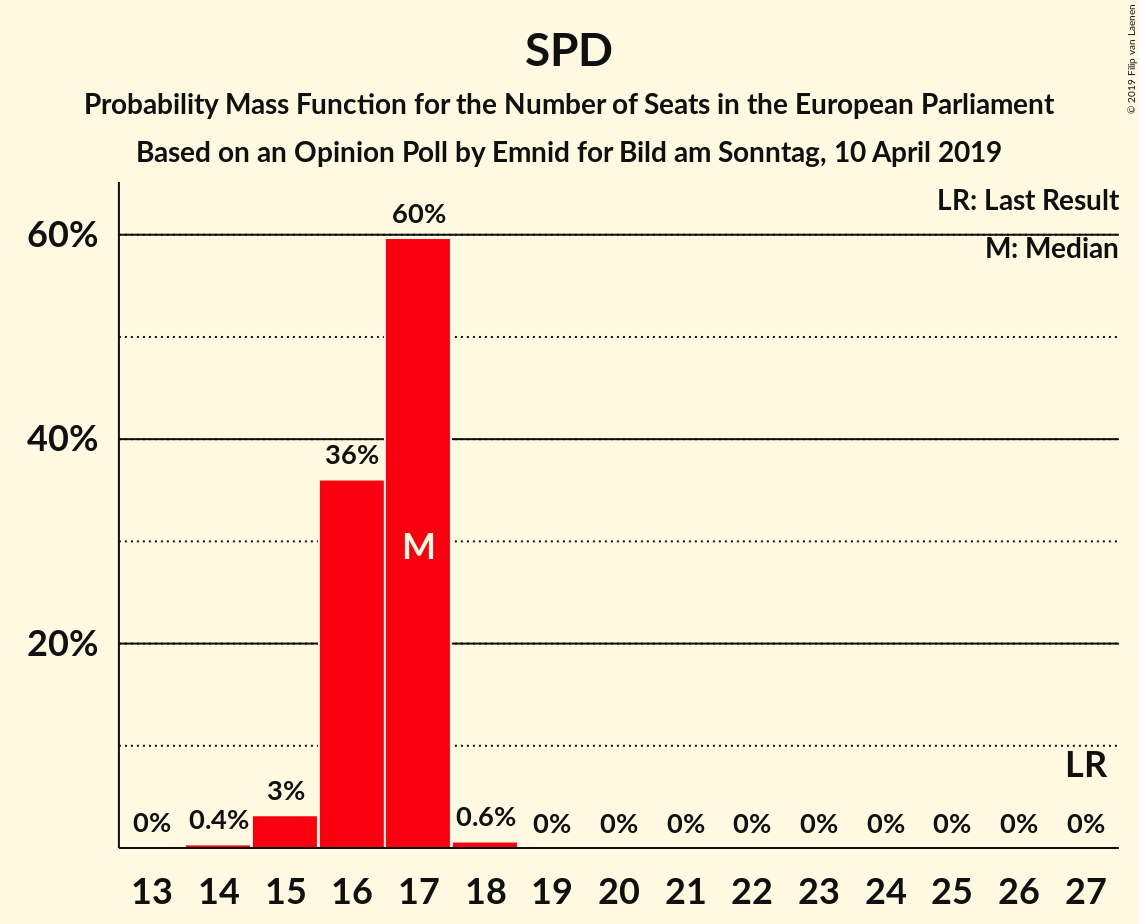 SPD
Probability Mass Function for the Number of Seats in the European Parliament
Based on an Opinion Poll by Emnid for Bild am Sonntag, 10 April 2019
© 2019 Filip van Laenen
LR: Last Result
M: Median
60%
40%
20%
0% 0.4% 3% 36% 60% 0.6% 0% 0% 0% 0% 0% 0% 0% 0% 0%
M
LR
13 14 15 16 17 18 19 20 21 22 23 24 25 26 27